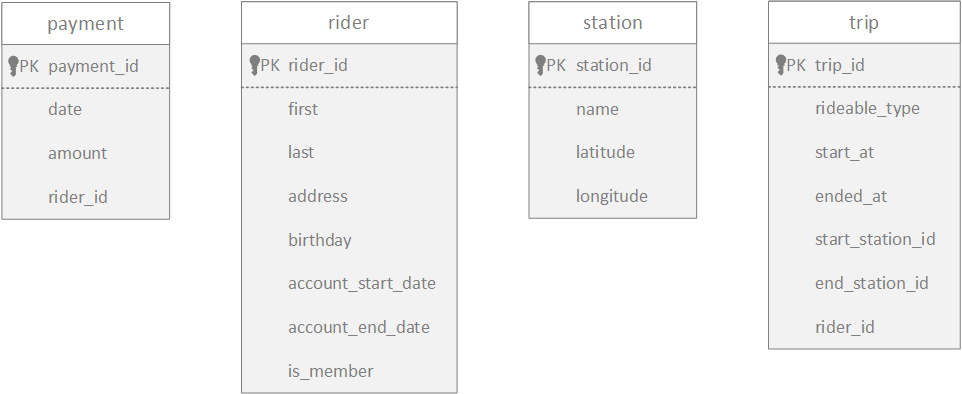 payment
PK payment_id
date
amount
rider_id
rider
PK rider_id
first
last
address
birthday
account_start_date
account_end_date
is_member
station
PK station_id
name
latitude
longitude
trip
PK trip_id
rideable_type
start_at
ended_at
start_station_id
end_station_id
rider_id